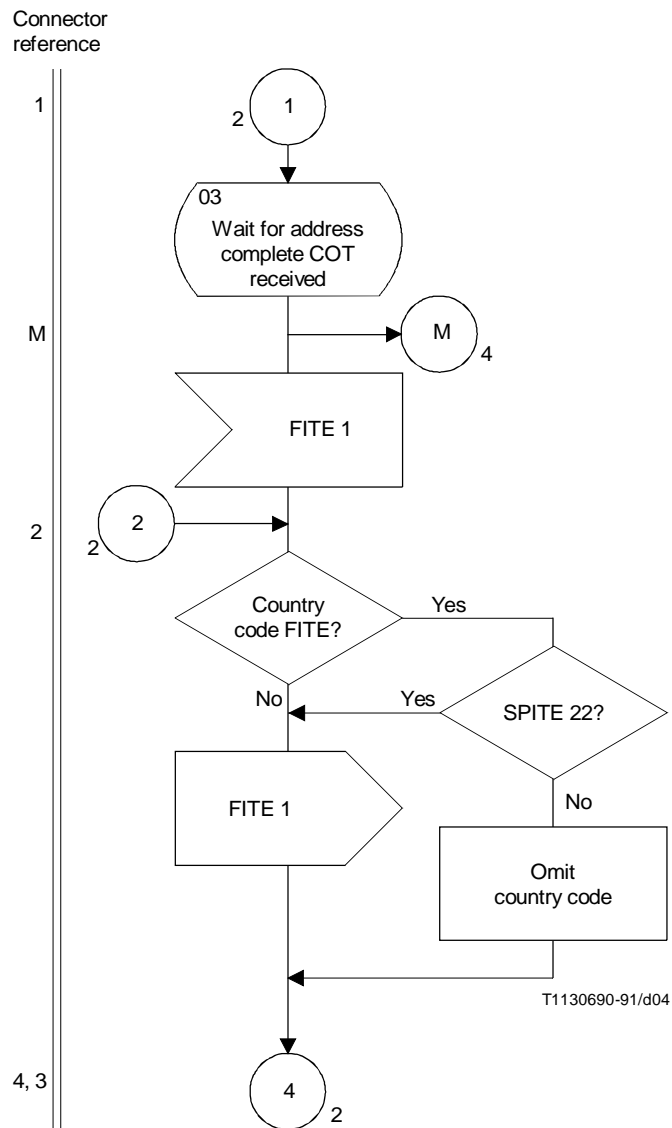 Connector
reference
1
2
1
03
Wait for address
complete COT
received
M
M
4
FITE 1
2
2
2
Country
code FITE?
Yes
No
Yes
SPITE 22?
FITE 1
No
Omit
country code
T1130690-91/d04
4, 3
4
2